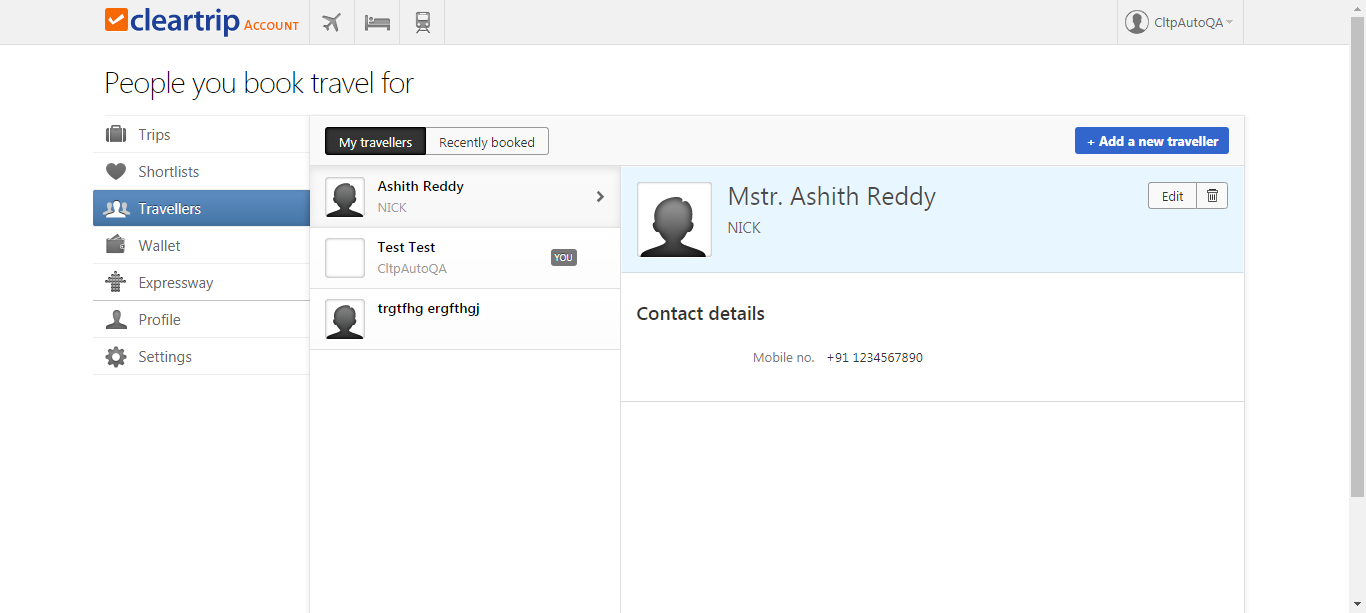 cleartrip ACCOUNT
CltpAutoQA
People you book travel for
Trips
Shortlists
Travellers
Wallet
Expressway
Profile
Settings
My travellers
Recently booked
+ Add a new traveller
Ashith Reddy
NICK
Test Test
CltpAutoQA
YOU
trgtfhg ergfthgj
Mstr. Ashith Reddy
NICK
Edit
Contact details
Mobile no. +91 1234567890